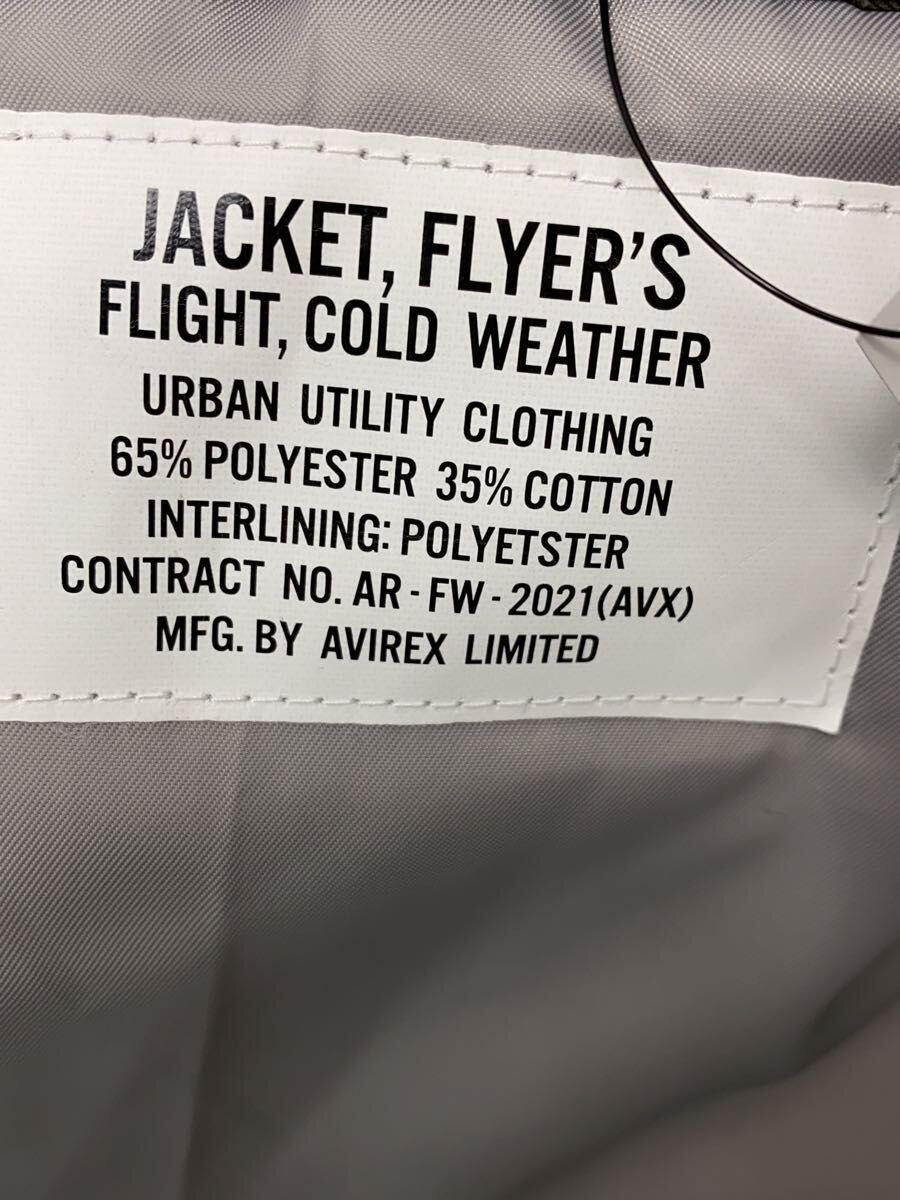 JACKET, FLYER'S
FLIGHT, COLD WEATHER
URBAN UTILITY CLOTHING
65% POLYESTER 35% COTTON
INTERLINING: POLYETSTER
CONTRACT NO. AR - FW - 2021(AVX)
MFG. BY AVIREX LIMITED